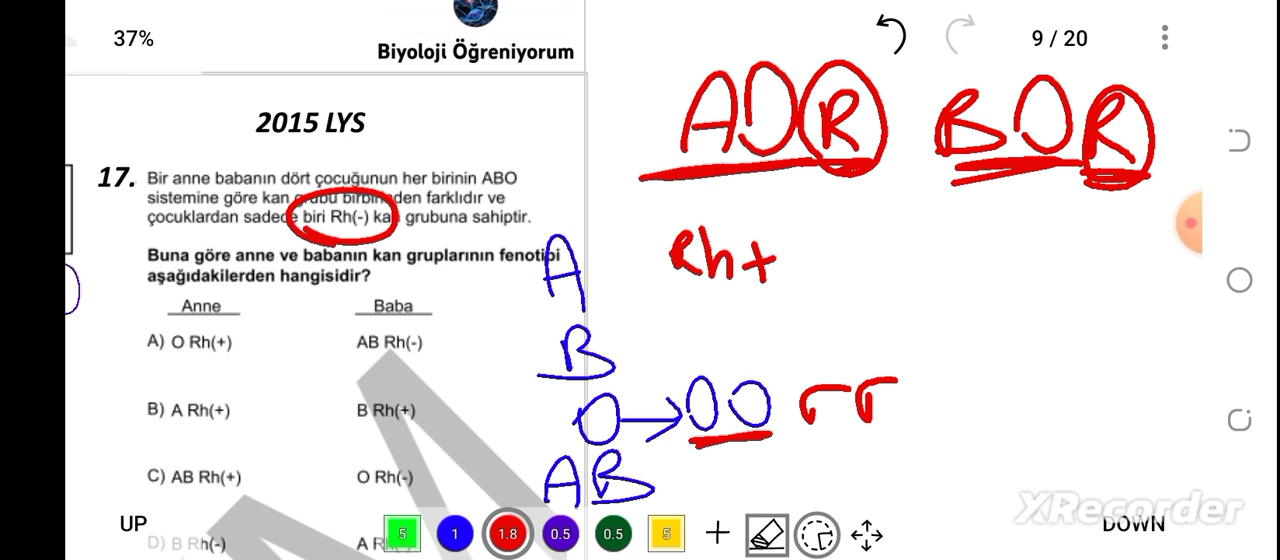 37%
Biyoloji Öğreniyorum
9 / 20
2015 LYS
17. Bir anne babanın dört çocuğunun her birinin ABO
sistemine göre kan grubu birbirinden farklıdır ve
çocuklardan sadece biri Rh(-) kan grubuna sahiptir.
Buna göre anne ve babanın kan gruplarının fenotipi
aşağıdakilerden hangisidir?
Anne Baba
A) O Rh(+) AB Rh(-)
B) A Rh(+) B Rh(+)
C) AB Rh(+) O Rh(-)
D) B Rh(-)
AOR BOR
Rh+
A
B
O → OO rr
AB
UP
5 1 1.8 0.5 0.5 5
DOWN
XRecorder